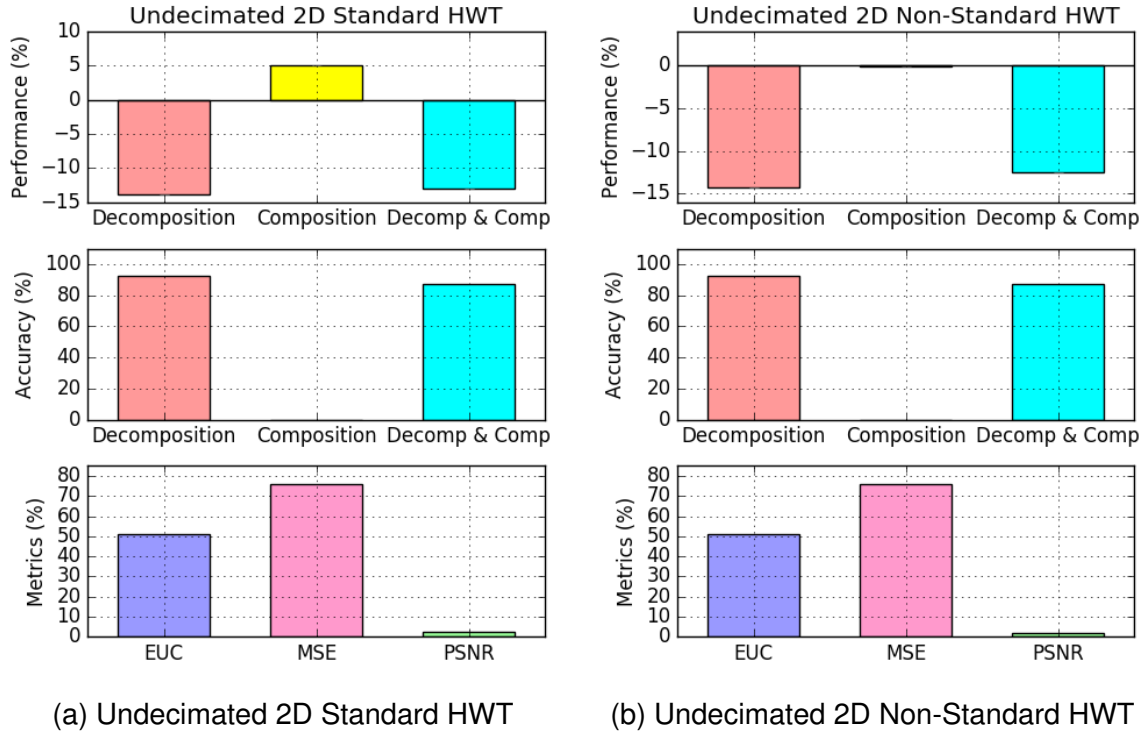 Undecimated 2D Standard HWT
Performance (%)
10
5
0
−5
−10
−15
Decomposition Composition Decomp & Comp
Accuracy (%)
100
80
60
40
20
0
Decomposition Composition Decomp & Comp
Metrics (%)
80
70
60
50
40
30
20
10
0
EUC MSE PSNR
(a) Undecimated 2D Standard HWT
Undecimated 2D Non-Standard HWT
Performance (%)
0
−5
−10
−15
Decomposition Composition Decomp & Comp
Accuracy (%)
100
80
60
40
20
0
Decomposition Composition Decomp & Comp
Metrics (%)
80
70
60
50
40
30
20
10
0
EUC MSE PSNR
(b) Undecimated 2D Non-Standard HWT